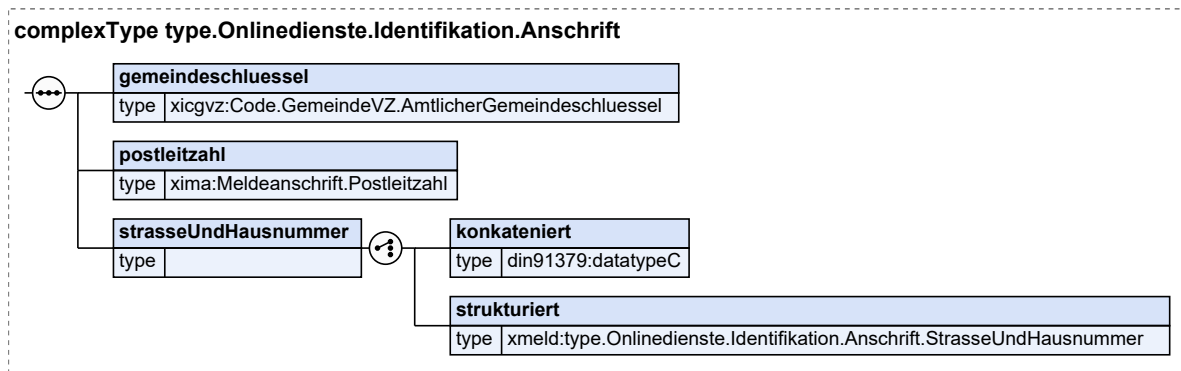 complexType type.Onlinedienste.Identifikation.Anschrift
gemeindeschluessel
type xicgvz:Code.GemeindeVZ.AmtlicherGemeindeschluessel
postleitzahl
type xima:Meldeanschrift.Postleitzahl
strasseUndHausnummer
type
konkateniert
type din91379:datatypeC
strukturiert
type xmeld:type.Onlinedienste.Identifikation.Anschrift.StrasseUndHausnummer